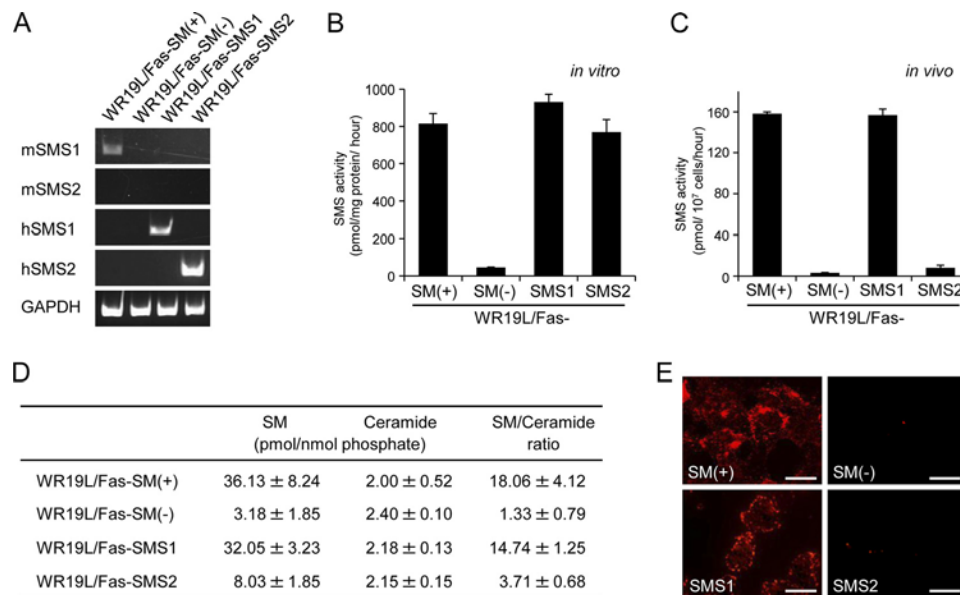 A
WR19L/Fas-SM(+)
WR19L/Fas-SM(-)
WR19L/Fas-SMS1
WR19L/Fas-SMS2
mSMS1
mSMS2
hSMS1
hSMS2
GAPDH
B
in vitro
SMS activity
(pmol/mg protein/ hour)
1000
800
600
400
200
0
SM(+) SM(-) SMS1 SMS2
WR19L/Fas-
C
in vivo
SMS activity
(pmol/ 10⁷ cells/hour)
160
120
80
40
0
SM(+) SM(-) SMS1 SMS2
WR19L/Fas-
D
SM Ceramide SM/Ceramide
(pmol/nmol phosphate) ratio
WR19L/Fas-SM(+) 36.13 ± 8.24 2.00 ± 0.52 18.06 ± 4.12
WR19L/Fas-SM(-) 3.18 ± 1.85 2.40 ± 0.10 1.33 ± 0.79
WR19L/Fas-SMS1 32.05 ± 3.23 2.18 ± 0.13 14.74 ± 1.25
WR19L/Fas-SMS2 8.03 ± 1.85 2.15 ± 0.15 3.71 ± 0.68
E
SM(+) SM(-)
SMS1 SMS2